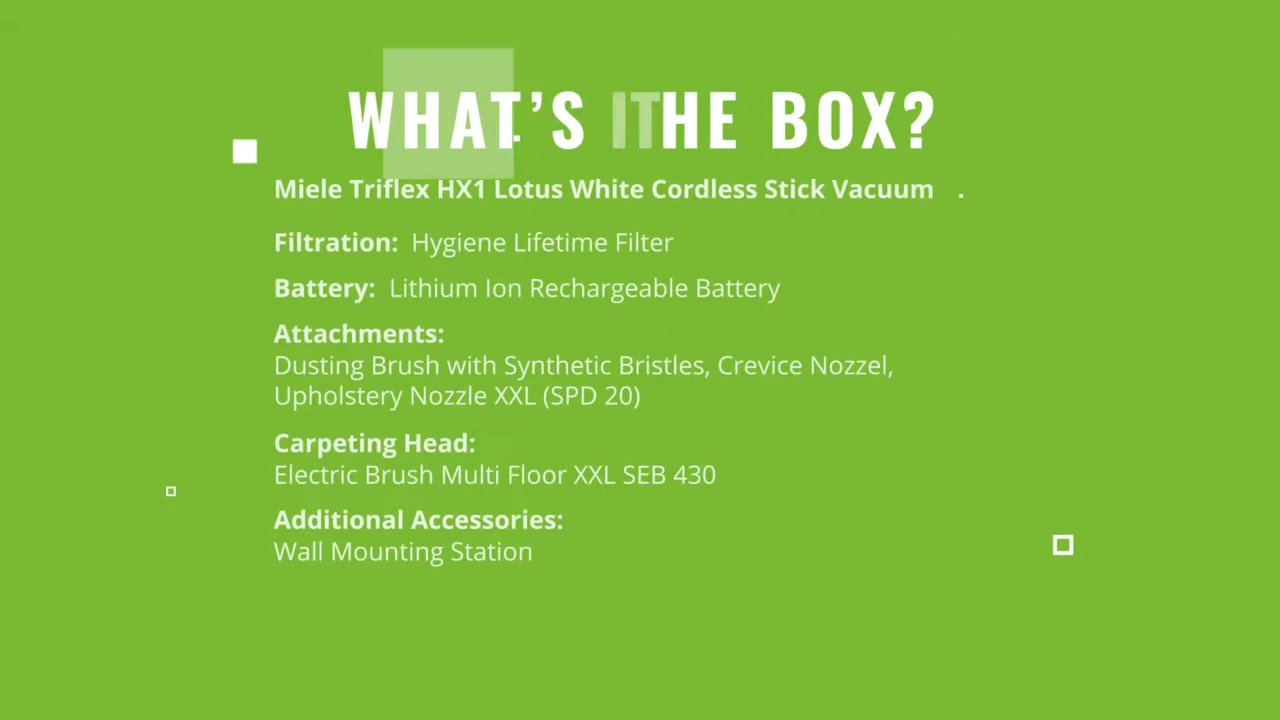 WHAT'S ITHE BOX?
Miele Triflex HX1 Lotus White Cordless Stick Vacuum .
Filtration: Hygiene Lifetime Filter
Battery: Lithium Ion Rechargeable Battery
Attachments:
Dusting Brush with Synthetic Bristles, Crevice Nozzel,
Upholstery Nozzle XXL (SPD 20)
Carpeting Head:
Electric Brush Multi Floor XXL SEB 430
Additional Accessories:
Wall Mounting Station